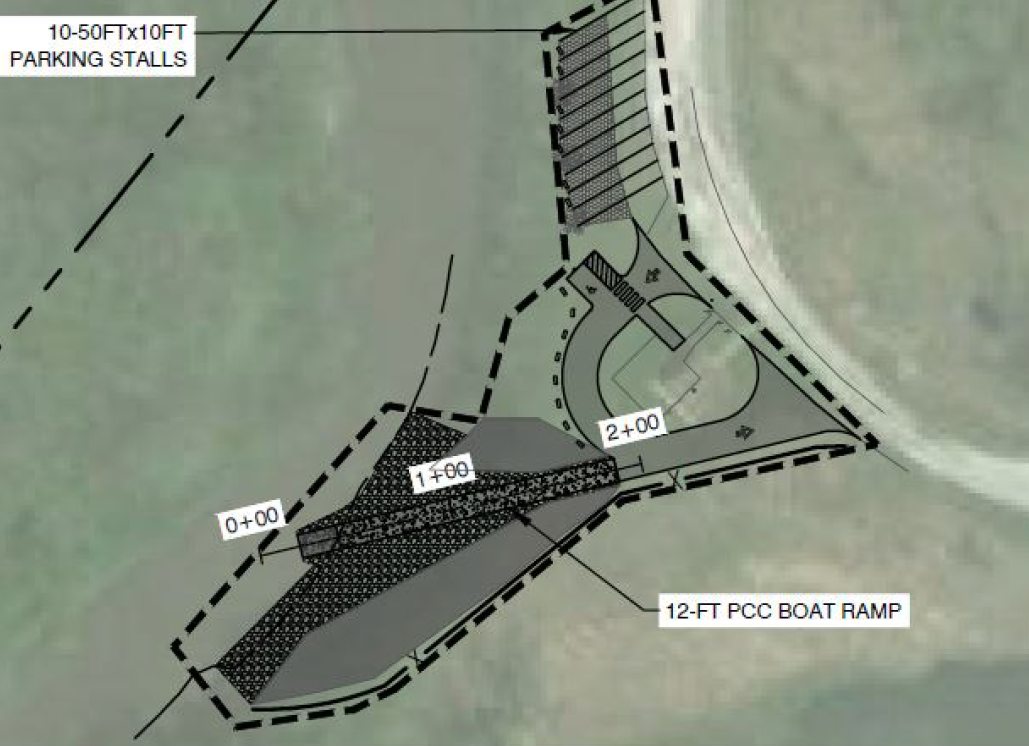 10-50FTx10FT
PARKING STALLS
2+00
1+00
0+00
12-FT PCC BOAT RAMP